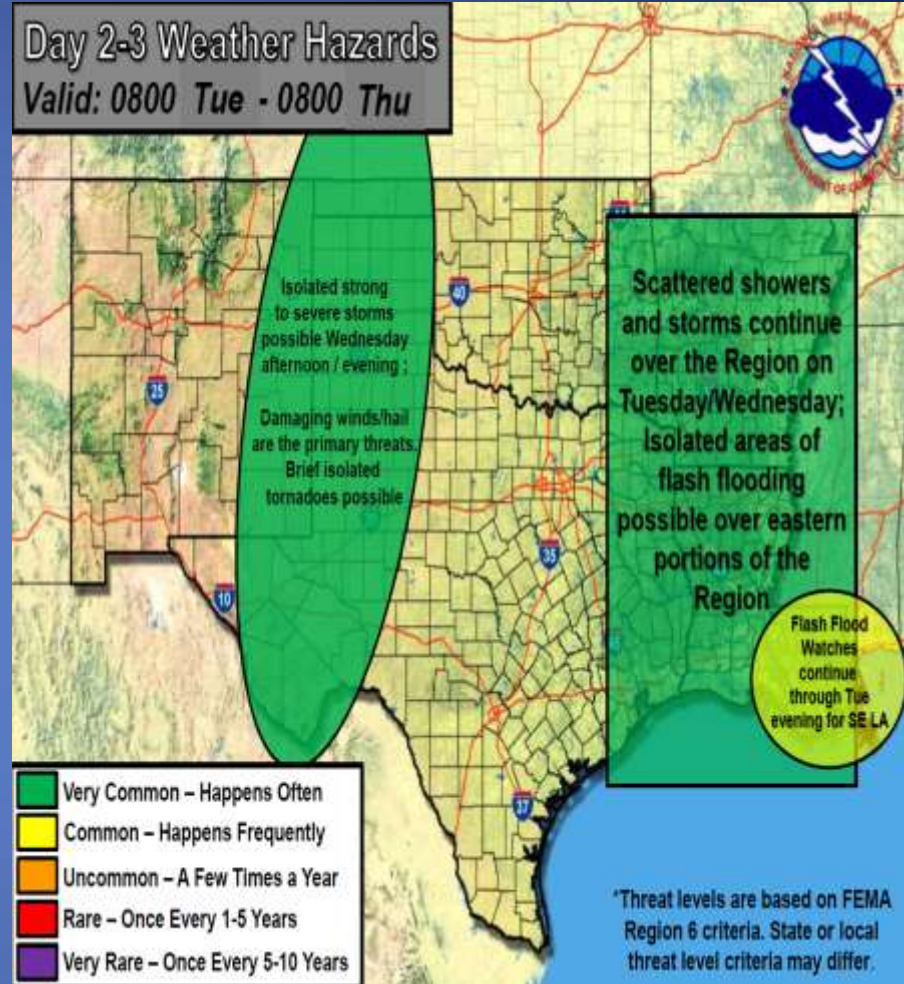 Day 2-3 Weather Hazards
Valid: 0800 Tue - 0800 Thu
NATIONAL WEATHER SERVICE
40
Isolated strong
to severe storms
possible Wednesday
afternoon / evening ;
Damaging winds/hail
are the primary threats.
Brief isolated
tornadoes possible
Scattered showers
and storms continue
over the Region on
Tuesday/Wednesday;
Isolated areas of
flash flooding
possible over eastern
portions of the
Region
25
35
10
Flash Flood
Watches
continue
through Tue
evening for SE LA
37
Very Common – Happens Often
Common – Happens Frequently
Uncommon – A Few Times a Year
Rare – Once Every 1-5 Years
Very Rare – Once Every 5-10 Years
*Threat levels are based on FEMA
Region 6 criteria. State or local
threat level criteria may differ.